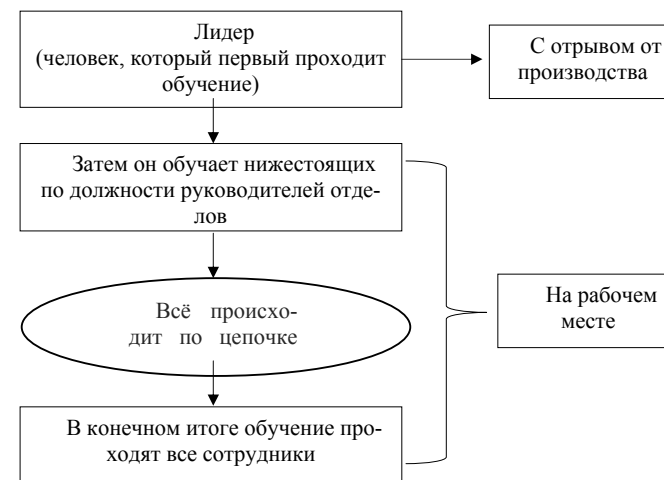 Лидер
(человек, который первый проходит
обучение)
С отрывом от
производства
Затем он обучает нижестоящих
по должности руководителей отде-
лов
Всё происхо-
дит по цепочке
На рабочем
месте
В конечном итоге обучение про-
ходят все сотрудники